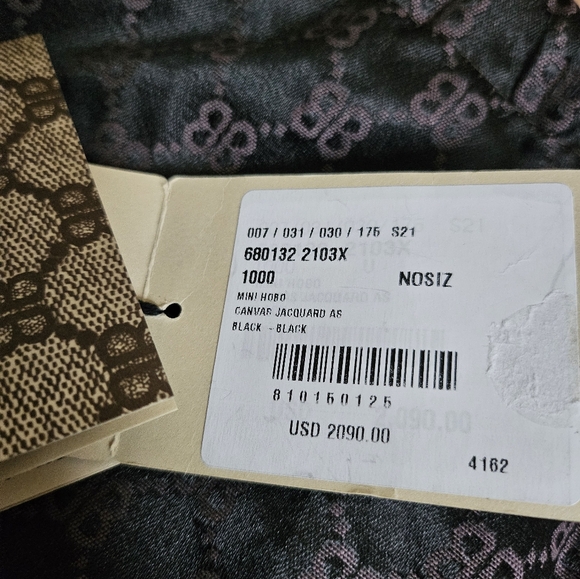 007 / 031 / 030 / 175 S21
680132 2103X
1000 NOSIZ
MINI HOBO
CANVAS JACQUARD AS
BLACK - BLACK
810150125
USD 2090.00
4162